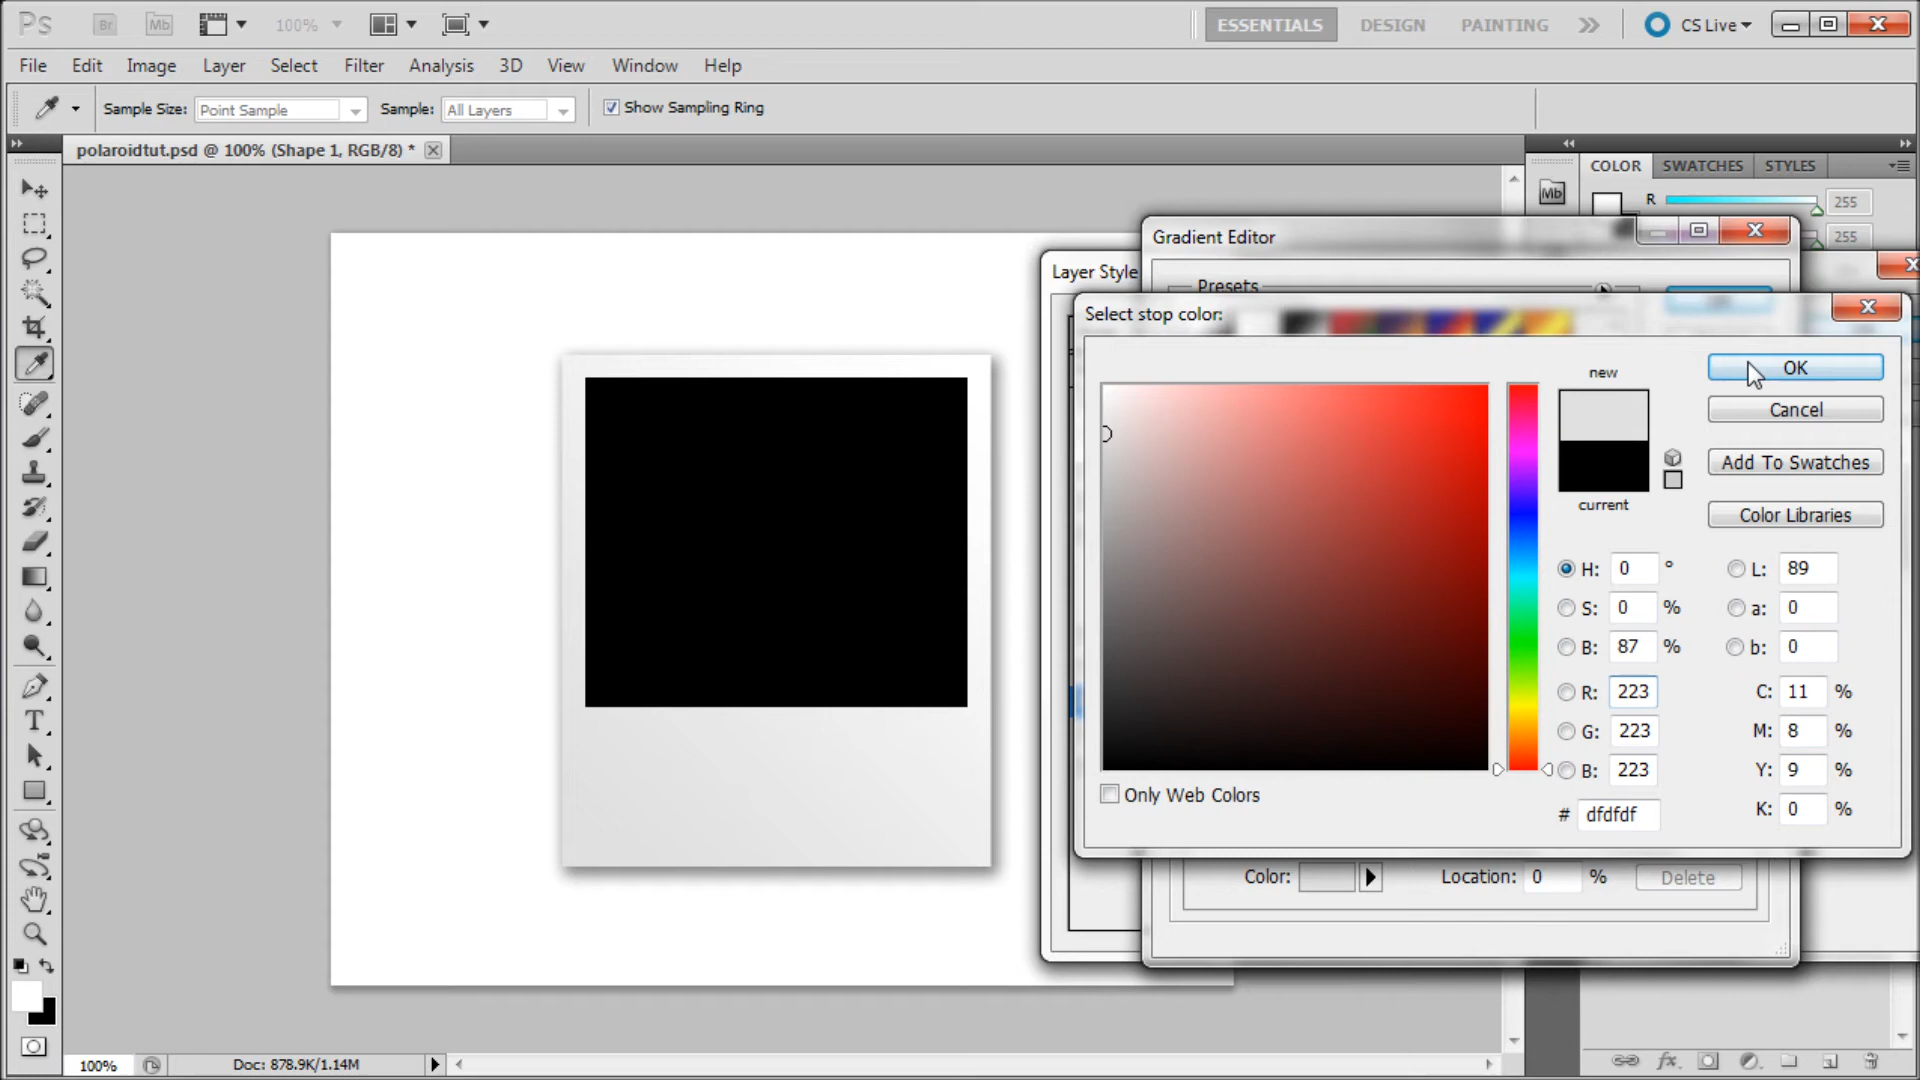 Ps Br Mb 100% ESSENTIALS DESIGN PAINTING CS Live
File Edit Image Layer Select Filter Analysis 3D View Window Help
Sample Size: Point Sample Sample: All Layers Show Sampling Ring
polaroidtut.psd @ 100% (Shape 1, RGB/8) *
COLOR SWATCHES STYLES
Mb R 255
255
Gradient Editor
Layer Style
Presets
Select stop color:
new
OK
Cancel
Add To Swatches
current
Color Libraries
H: 0 ° L: 89
S: 0 % a: 0
B: 87 % b: 0
R: 223 C: 11 %
G: 223 M: 8 %
B: 223 Y: 9 %
Only Web Colors
# dfdfdf K: 0 %
Color: Location: 0 % Delete
T
100% Doc: 878.9K/1.14M
fx